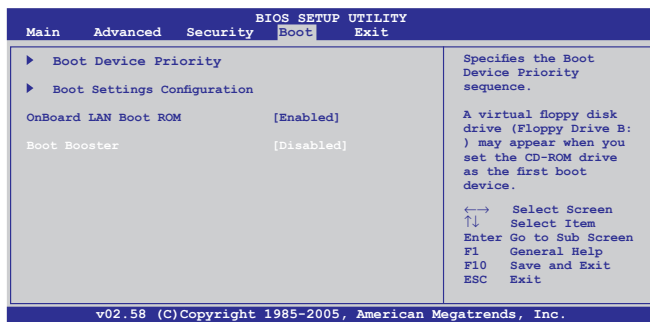 BIOS SETUP UTILITY
Main Advanced Security Boot Exit
Boot Device Priority
Boot Settings Configuration
OnBoard LAN Boot ROM [Enabled]
Boot Booster [Disabled]
Specifies the Boot
Device Priority
sequence.
A virtual floppy disk
drive (Floppy Drive B:
) may appear when you
set the CD-ROM drive
as the first boot
device.
←→ Select Screen
↑↓ Select Item
Enter Go to Sub Screen
F1 General Help
F10 Save and Exit
ESC Exit
v02.58 (C)Copyright 1985-2005, American Megatrends, Inc.